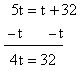 5t = t + 32
-t -t
4t = 32